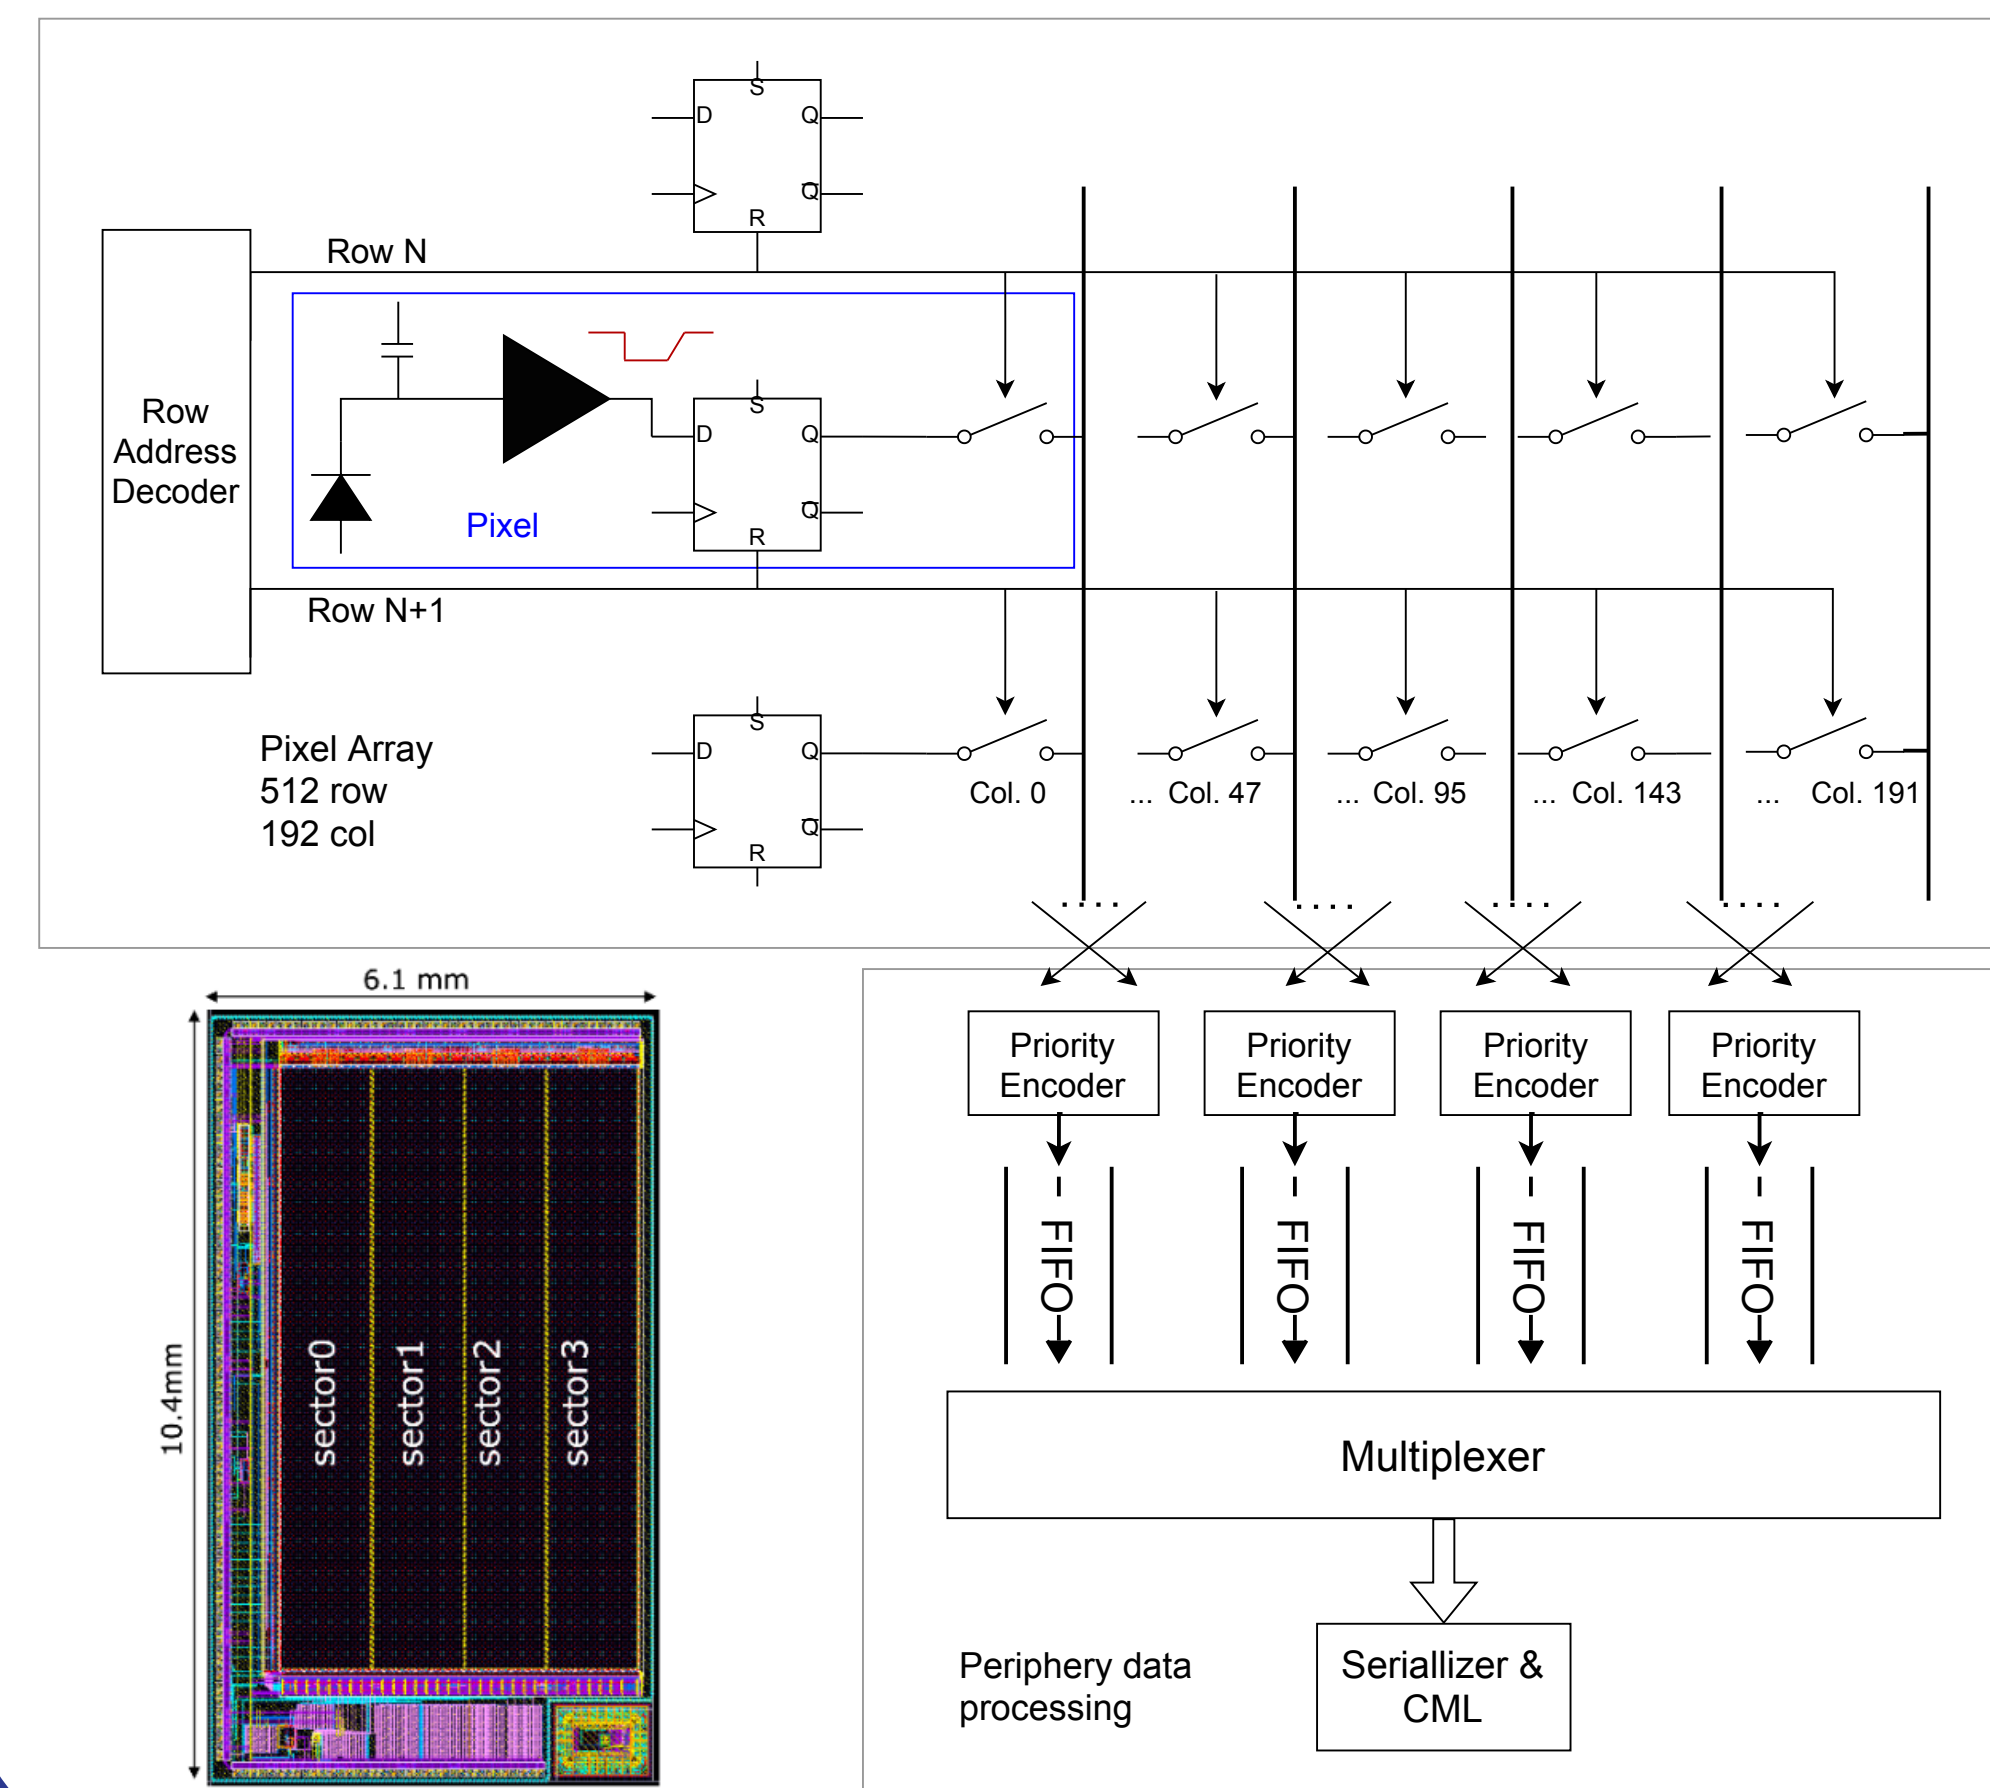 S
D Q
Q
R
Row N
Row
Address
Decoder
S
D Q
Pixel
Q
R
Row N+1
Pixel Array
512 row
192 col
S
D Q
Q
R
Col. 0 ... Col. 47 ... Col. 95 ... Col. 143 ... Col. 191
.... .... .... ....
6.1 mm
10.4mm
sector0
sector1
sector2
sector3
Priority
Encoder
Priority
Encoder
Priority
Encoder
Priority
Encoder
FIFO
FIFO
FIFO
FIFO
Multiplexer
Periphery data
processing
Seriallizer &
CML